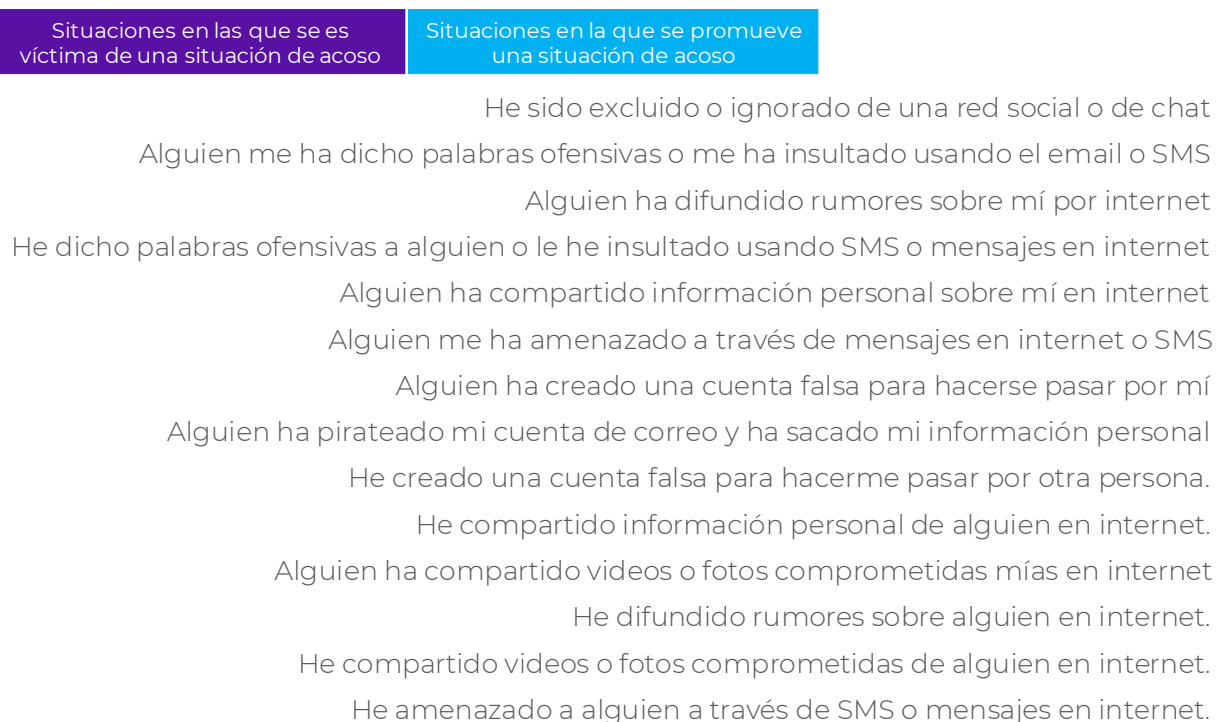 Situaciones en las que se es
víctima de una situación de acoso
Situaciones en la que se promueve
una situación de acoso
He sido excluido o ignorado de una red social o de chat
Alguien me ha dicho palabras ofensivas o me ha insultado usando el email o SMS
Alguien ha difundido rumores sobre mí por internet
He dicho palabras ofensivas a alguien o le he insultado usando SMS o mensajes en internet
Alguien ha compartido información personal sobre mí en internet
Alguien me ha amenazado a través de mensajes en internet o SMS
Alguien ha creado una cuenta falsa para hacerse pasar por mí
Alguien ha pirateado mi cuenta de correo y ha sacado mi información personal
He creado una cuenta falsa para hacerme pasar por otra persona.
He compartido información personal de alguien en internet.
Alguien ha compartido videos o fotos comprometidas mías en internet
He difundido rumores sobre alguien en internet.
He compartido videos o fotos comprometidas de alguien en internet.
He amenazado a alguien a través de SMS o mensajes en internet.